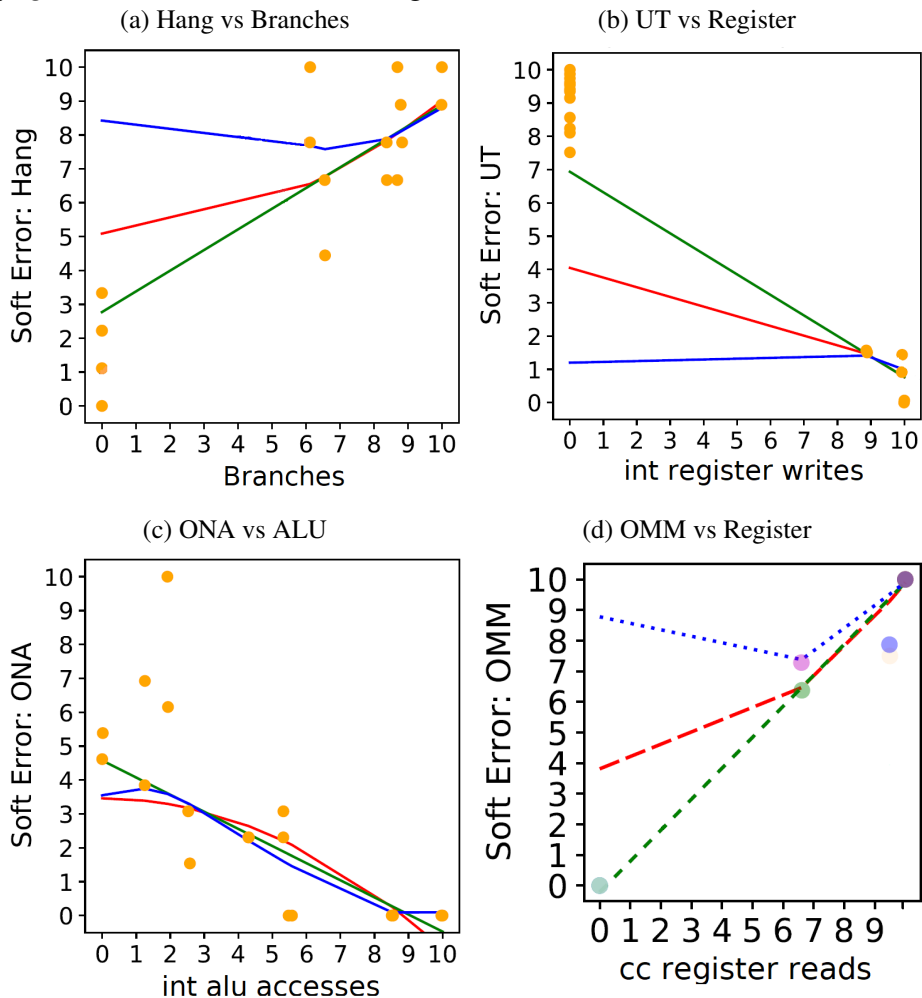 (a) Hang vs Branches
Soft Error: Hang
10
9
8
7
6
5
4
3
2
1
0
0 1 2 3 4 5 6 7 8 9 10
Branches
(b) UT vs Register
Soft Error: UT
10
9
8
7
6
5
4
3
2
1
0
0 1 2 3 4 5 6 7 8 9 10
int register writes
(c) ONA vs ALU
Soft Error: ONA
10
9
8
7
6
5
4
3
2
1
0
0 1 2 3 4 5 6 7 8 9 10
int alu accesses
(d) OMM vs Register
Soft Error: OMM
10
9
8
7
6
5
4
3
2
1
0
0 1 2 3 4 5 6 7 8 9
cc register reads